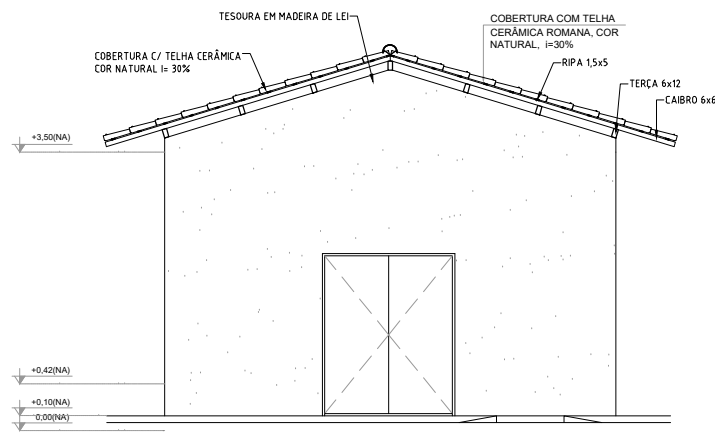 TESOURA EM MADEIRA DE LEI
COBERTURA COM TELHA
CERÂMICA ROMANA, COR
NATURAL, i=30%
COBERTURA C/ TELHA CERÂMICA
COR NATURAL I= 30%
RIPA 1,5x5
TERÇA 6x12
CAIBRO 6x6
+3,50(NA)
+0,42(NA)
+0,10(NA)
0,00(NA)